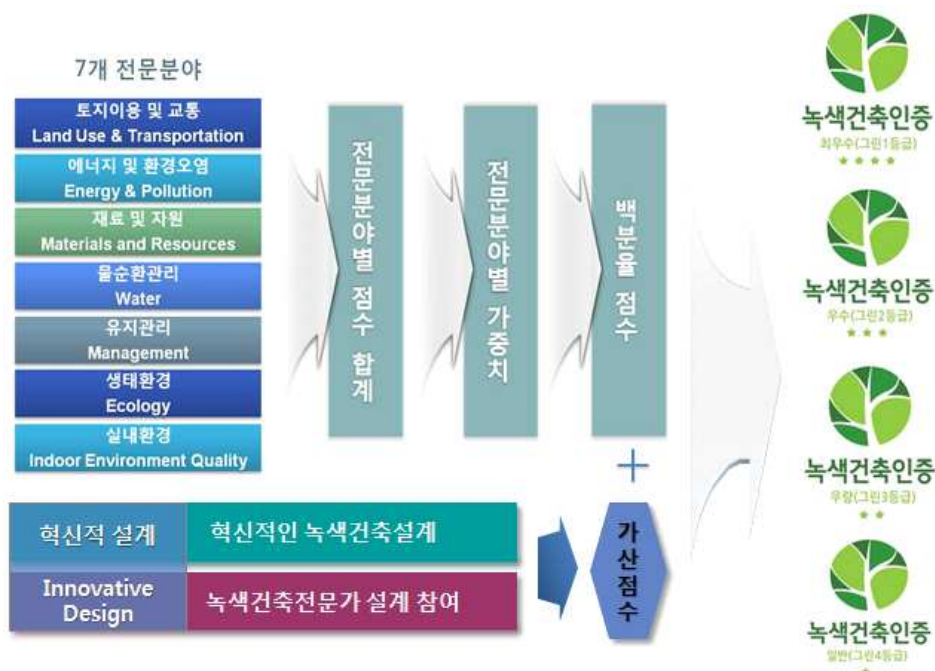 7개 전문분야
토지이용 및 교통
Land Use & Transportation
에너지 및 환경오염
Energy & Pollution
재료 및 자원
Materials and Resources
물순환관리
Water
유지관리
Management
생태환경
Ecology
실내환경
Indoor Environment Quality
전문분야별 점수 합계
전문분야별 가중치
백분율 점수
+
혁신적 설계
혁신적인 녹색건축설계
Innovative
Design
녹색건축전문가 설계 참여
가산점수
녹색건축인증
최우수(그린1등급)
★★★★
녹색건축인증
우수(그린2등급)
★★★
녹색건축인증
우량(그린3등급)
★★
녹색건축인증
일반(그린4등급)
★